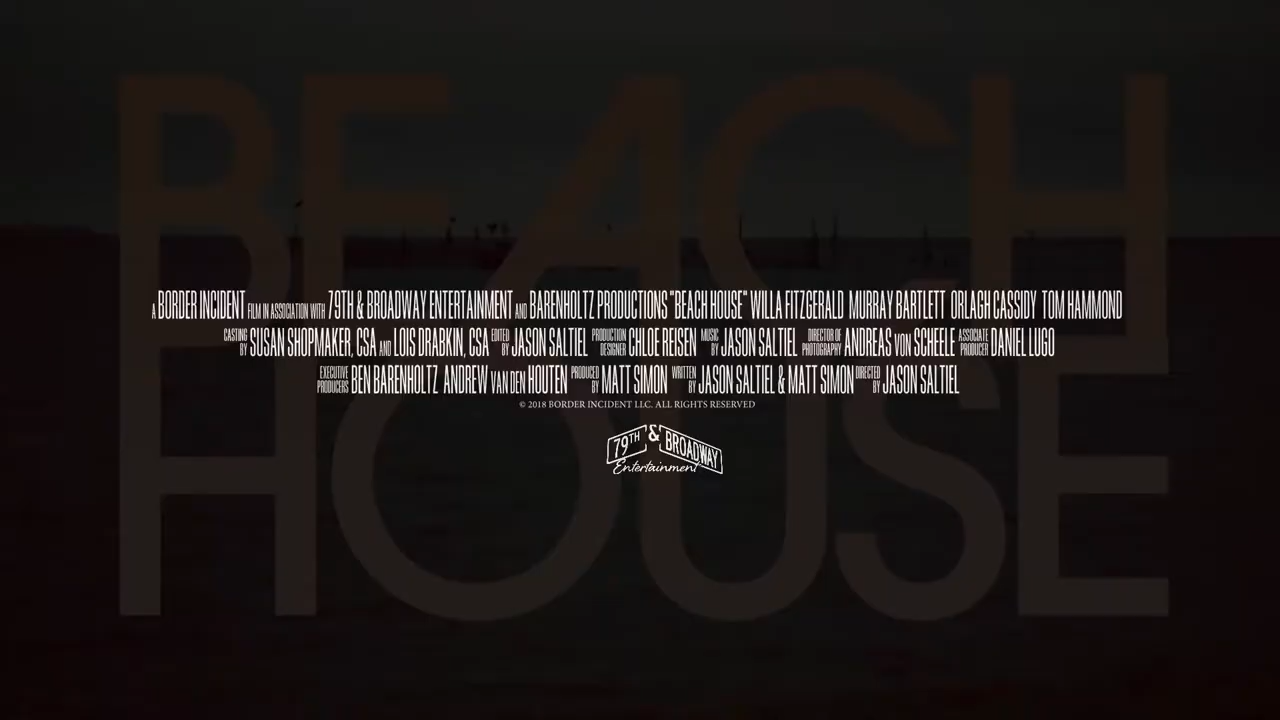 BEACH
HOUSE
A BORDER INCIDENT FILM IN ASSOCIATION WITH 79TH & BROADWAY ENTERTAINMENT AND BARENHOLTZ PRODUCTIONS "BEACH HOUSE" WILLA FITZGERALD MURRAY BARTLETT ORLAGH CASSIDY TOM HAMMOND
CASTING BY SUSAN SHOPMAKER, CSA AND LOIS DRABKIN, CSA EDITED BY JASON SALTIEL PRODUCTION DESIGNER CHLOE REISEN MUSIC BY JASON SALTIEL DIRECTOR OF PHOTOGRAPHY ANDREAS VON SCHEELE ASSOCIATE PRODUCER DANIEL LUGO
EXECUTIVE PRODUCERS BEN BARENHOLTZ ANDREW VAN DEN HOUTEN PRODUCED BY MATT SIMON WRITTEN BY JASON SALTIEL & MATT SIMON DIRECTED BY JASON SALTIEL
© 2018 BORDER INCIDENT LLC. ALL RIGHTS RESERVED
79TH & BROADWAY
Entertainment